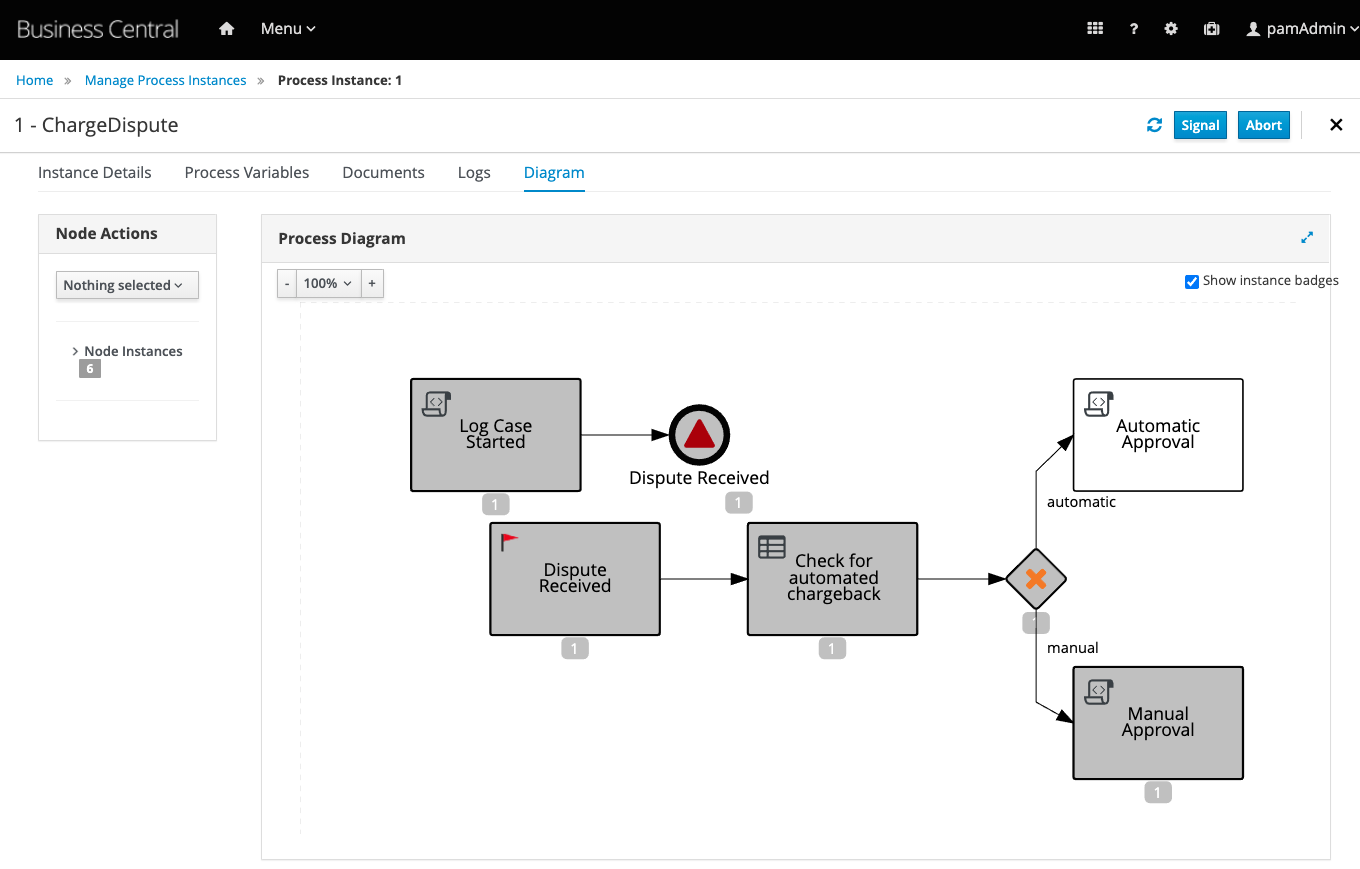 Business Central
Menu
?
pamAdmin
Home » Manage Process Instances » Process Instance: 1
1 - ChargeDispute
Signal
Abort
Instance Details
Process Variables
Documents
Logs
Diagram
Node Actions
Nothing selected
> Node Instances
6
Process Diagram
- 100% +
Show instance badges
Log Case
Started
1
Dispute Received
1
Automatic
Approval
automatic
Dispute
Received
1
Check for
automated
chargeback
1
1
manual
Manual
Approval
1